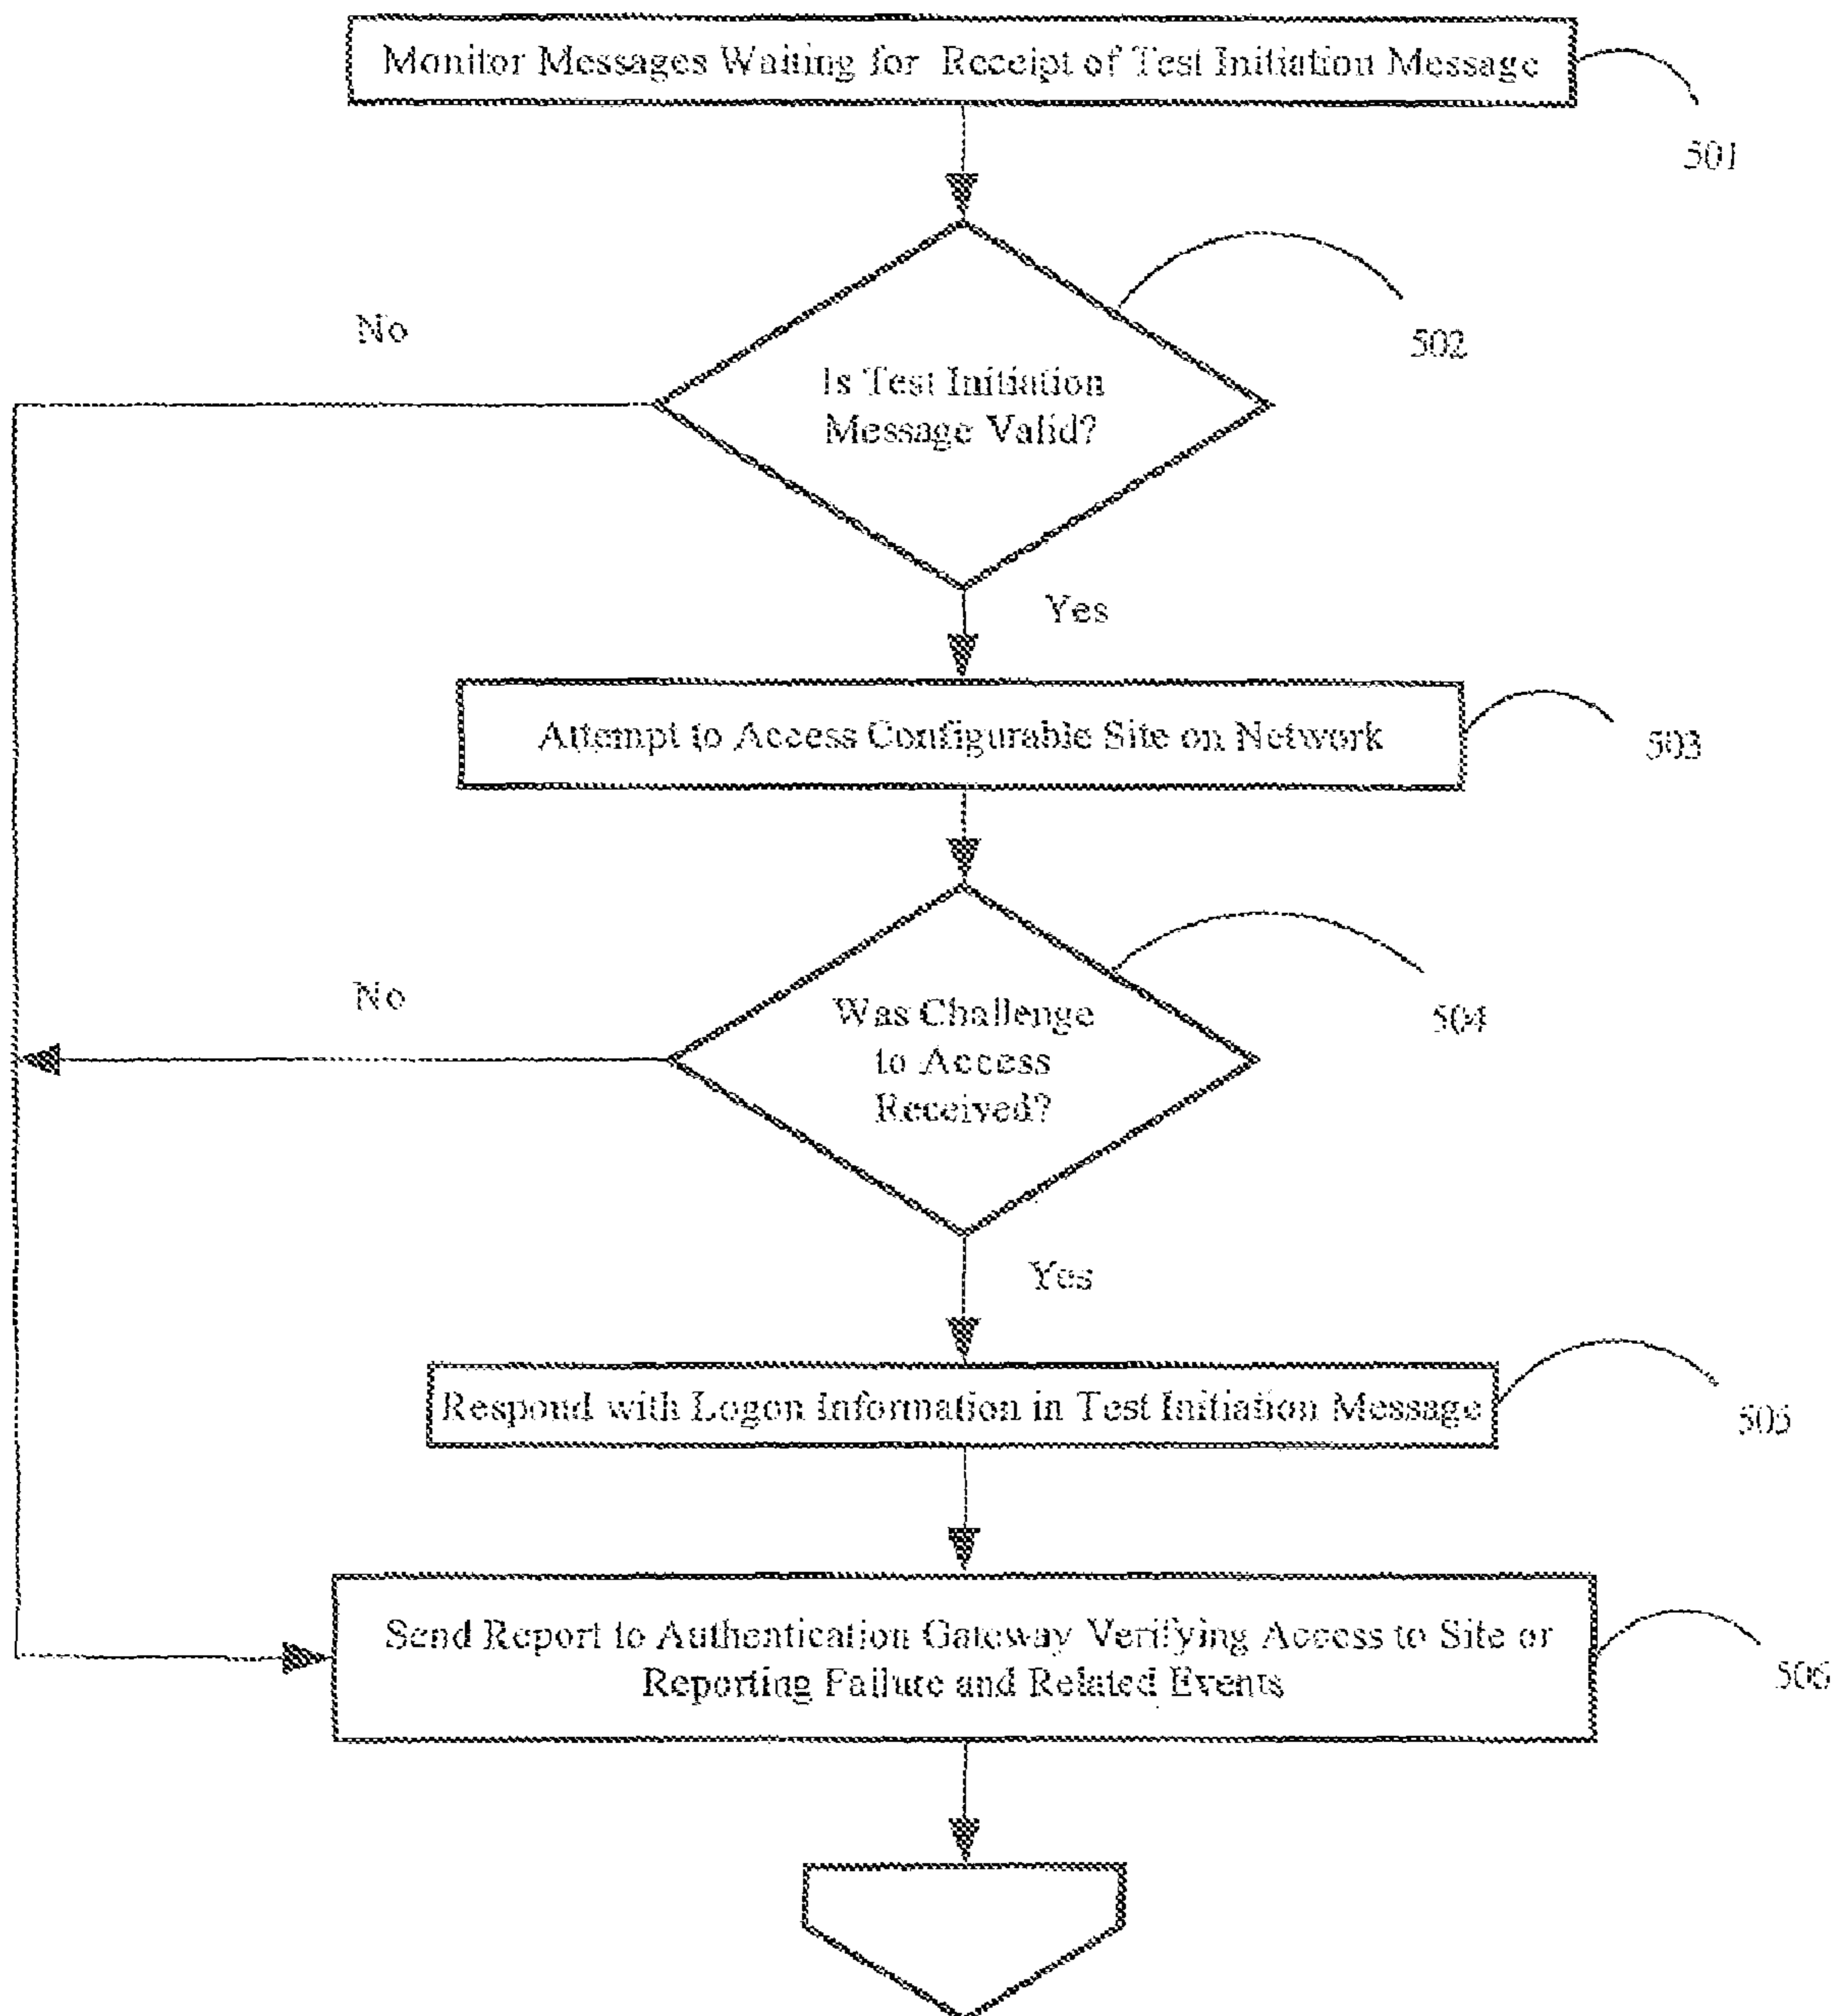 Monitor Messages Waiting for Receipt of Test Initiation Message
501
No
502
Is Test Initiation
Message Valid?
Yes
Attempt to Access Configurable Site on Network
503
No
Was Challenge
to Access
Received?
504
Yes
Respond with Logon Information in Test Initiation Message
505
Send Report to Authentication Gateway Verifying Access to Site or
Reporting Failure and Related Events
506